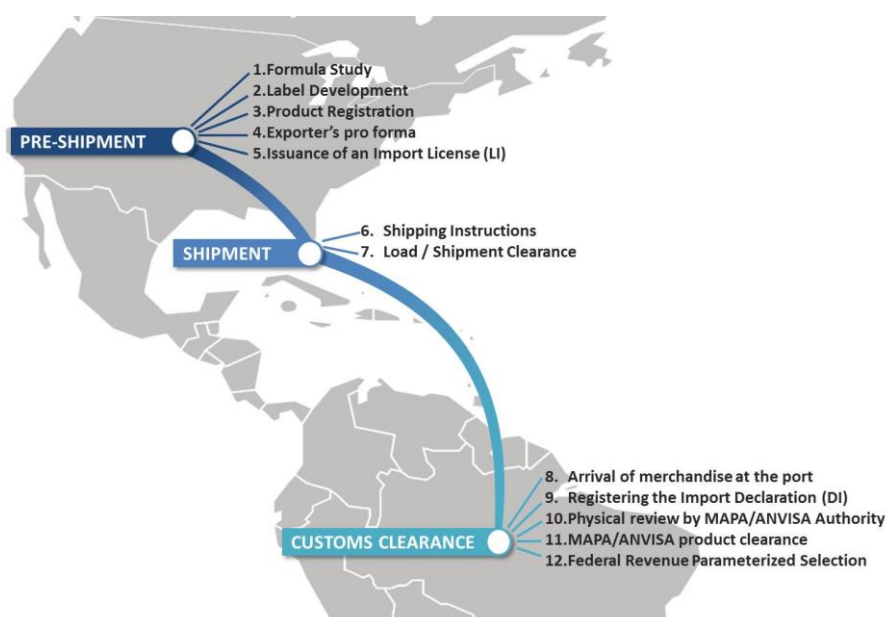 1.Formula Study
2.Label Development
3.Product Registration
4.Exporter's pro forma
5.Issuance of an Import License (LI)
PRE-SHIPMENT
6. Shipping Instructions
7. Load / Shipment Clearance
SHIPMENT
8. Arrival of merchandise at the port
9. Registering the Import Declaration (DI)
10.Physical review by MAPA/ANVISA Authority
11.MAPA/ANVISA product clearance
12.Federal Revenue Parameterized Selection
CUSTOMS CLEARANCE